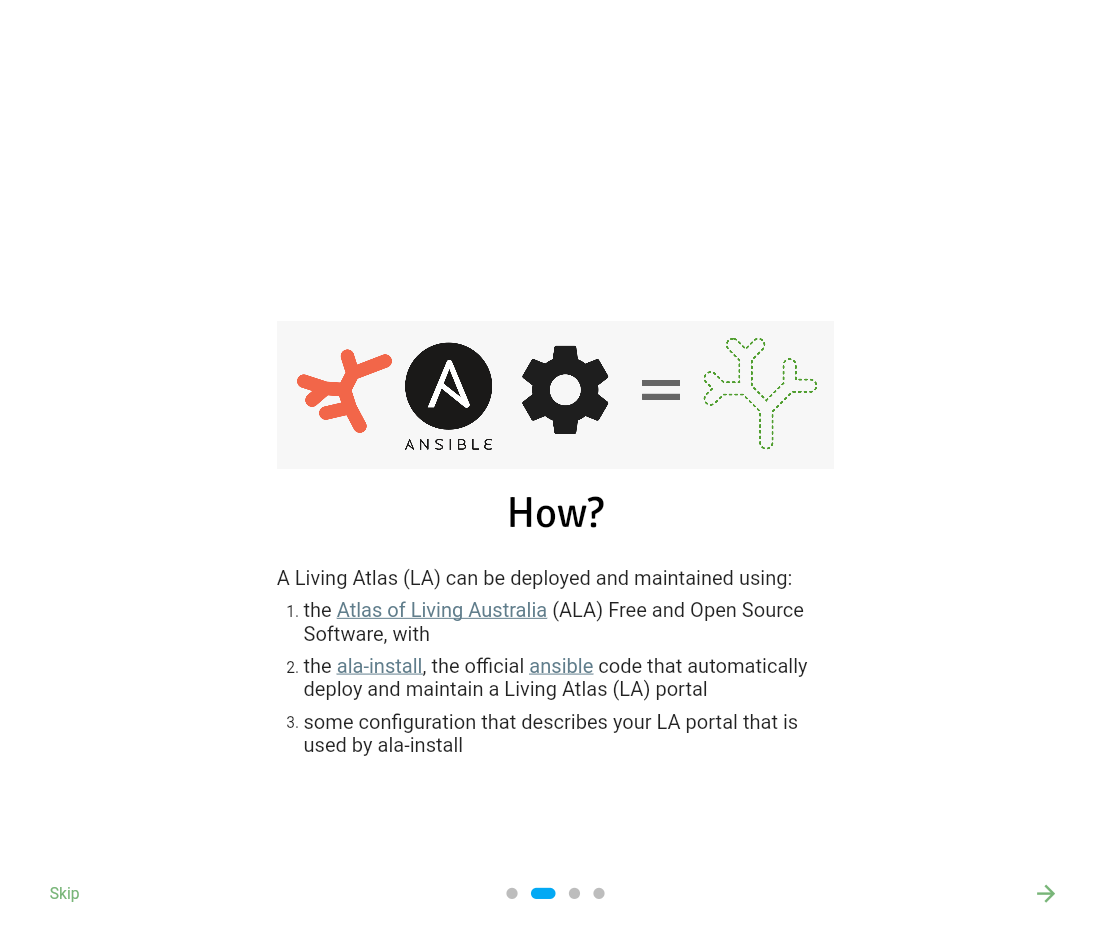 ANSIBLE
How?
A Living Atlas (LA) can be deployed and maintained using:
1. the Atlas of Living Australia (ALA) Free and Open Source
Software, with
2. the ala-install, the official ansible code that automatically
deploy and maintain a Living Atlas (LA) portal
3. some configuration that describes your LA portal that is
used by ala-install
Skip